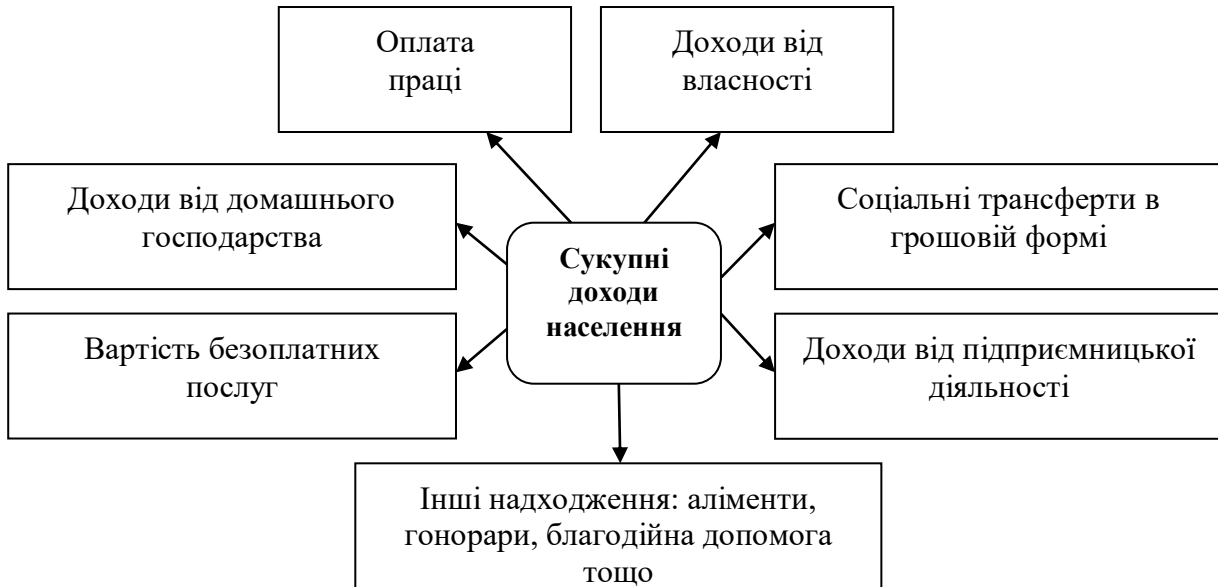 Оплата
праці
Доходи від
власності
Доходи від домашнього
господарства
Соціальні трансферти в
грошовій формі
Сукупні
доходи
населення
Вартість безоплатних
послуг
Доходи від підприємницької
діяльності
Інші надходження: аліменти,
гонорари, благодійна допомога
тощо